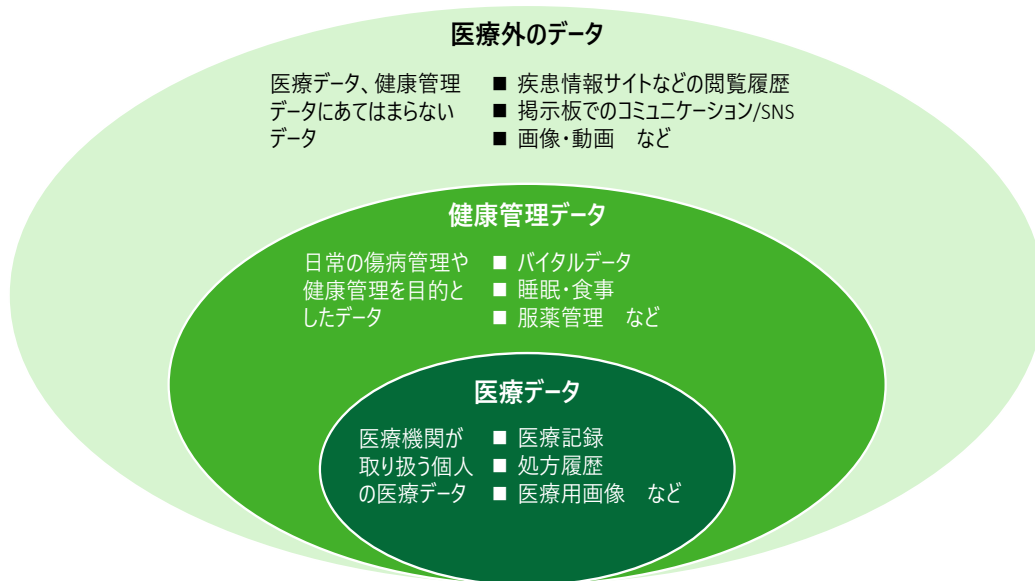 医療外のデータ
医療データ、健康管理
データにあてはまらない
データ
■ 疾患情報サイトなどの閲覧履歴
■ 掲示板でのコミュニケーション/SNS
■ 画像・動画　など
健康管理データ
日常の傷病管理や
健康管理を目的と
したデータ
■ バイタルデータ
■ 睡眠・食事
■ 服薬管理　など
医療データ
医療機関が
取り扱う個人
の医療データ
■ 医療記録
■ 処方履歴
■ 医療用画像　など